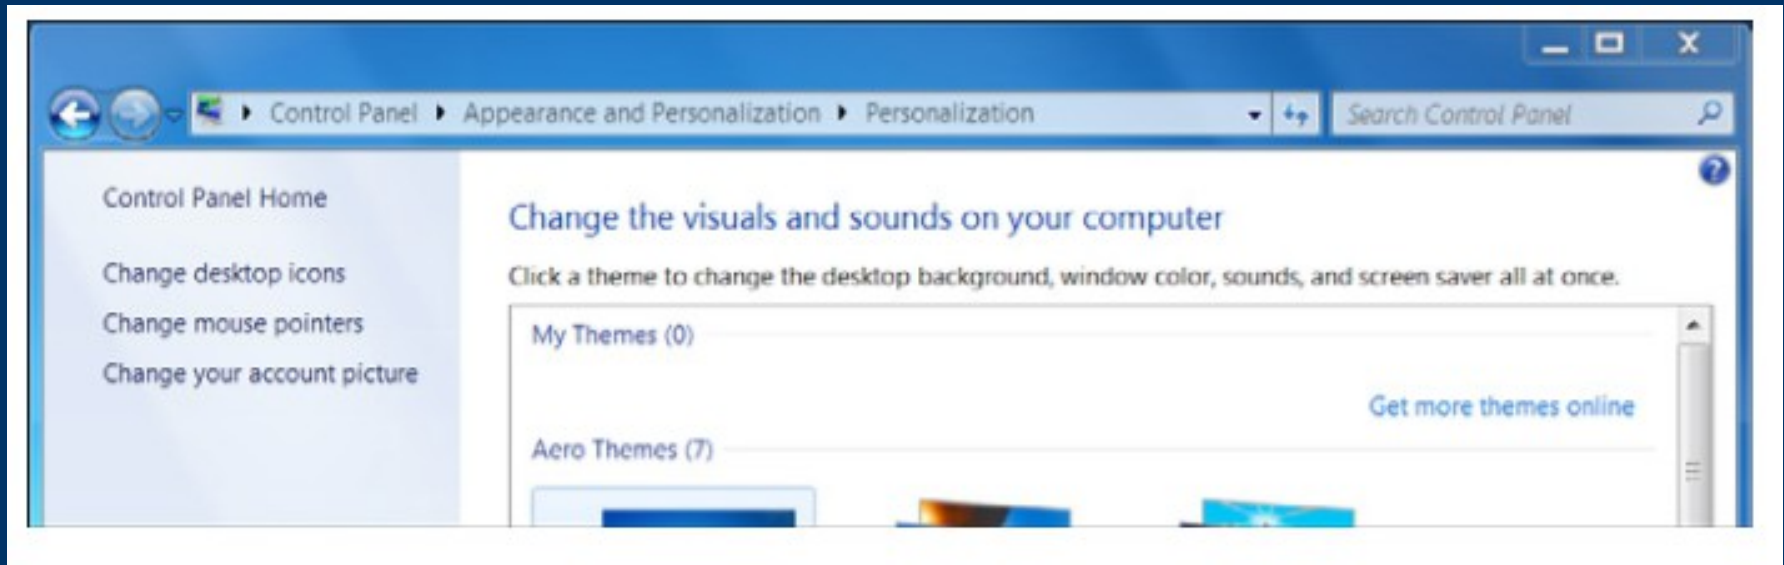 Control Panel Appearance and Personalization Personalization Search Control Panel
Control Panel Home
Change desktop icons
Change mouse pointers
Change your account picture
Change the visuals and sounds on your computer
Click a theme to change the desktop background, window color, sounds, and screen saver all at once.
My Themes (0)
Get more themes online
Aero Themes (7)